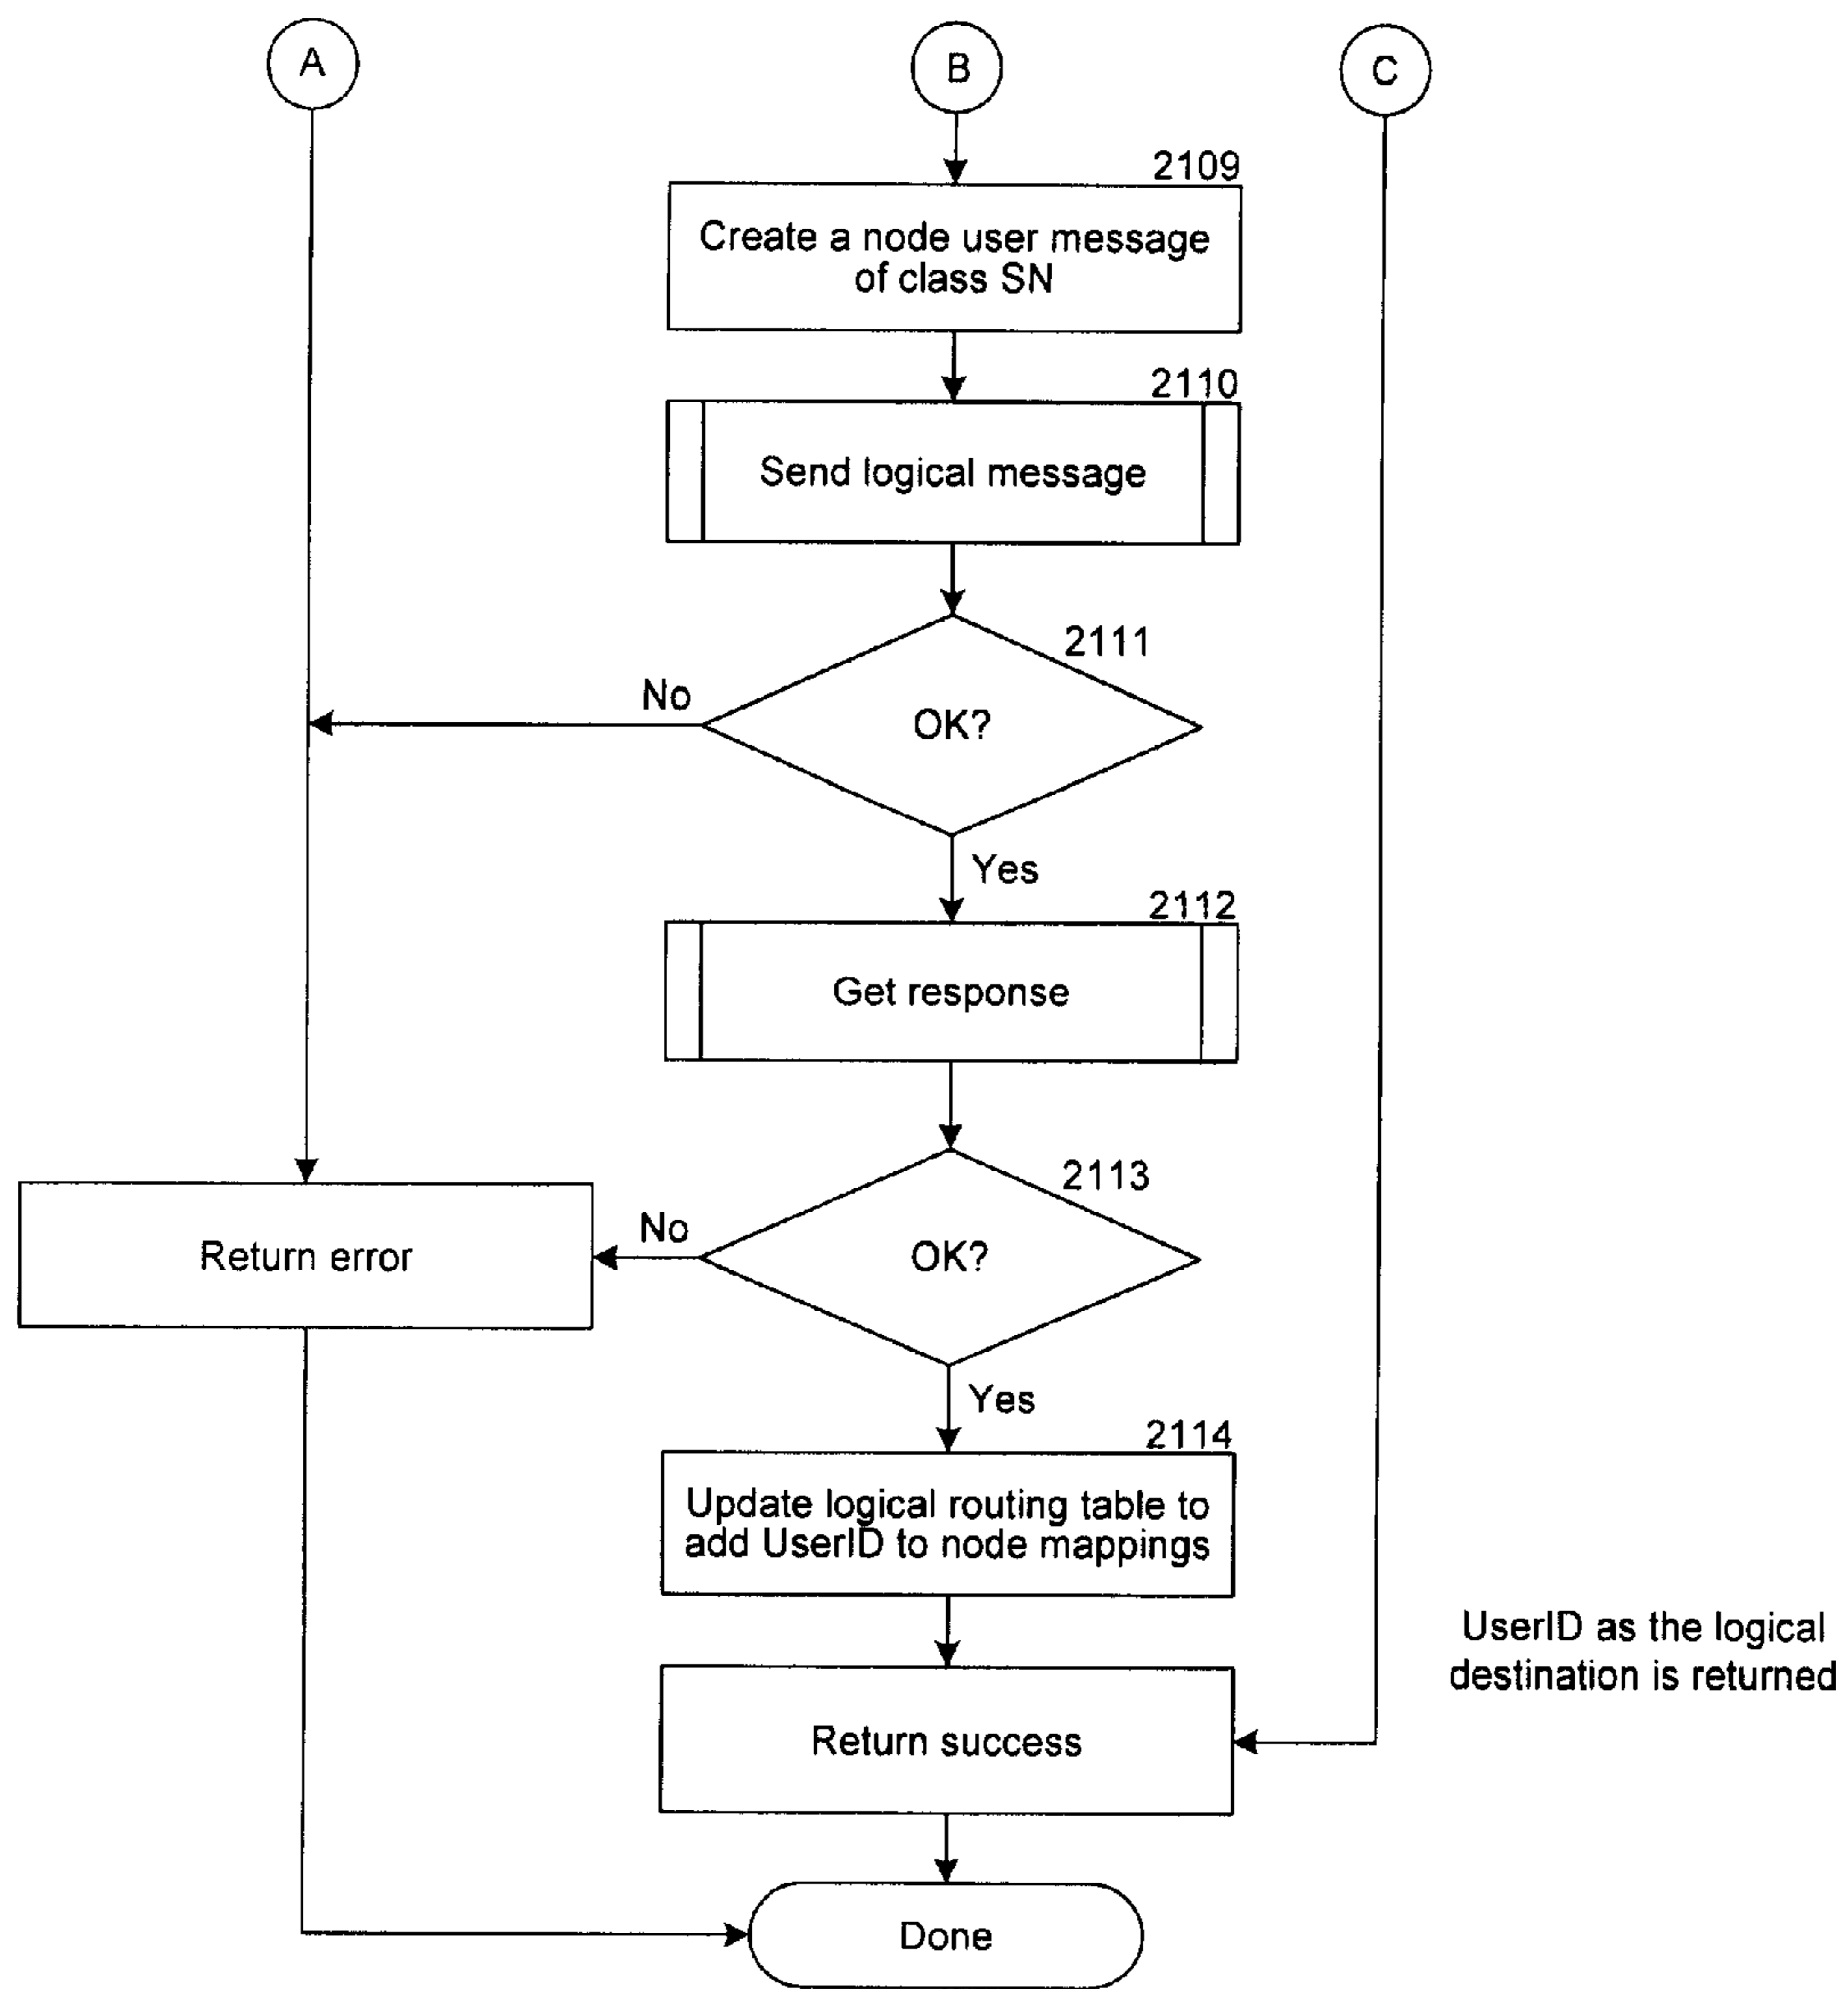 A
B
C
2109
Create a node user message
of class SN
2110
Send logical message
2111
No
OK?
Yes
2112
Get response
2113
Return error
No
OK?
Yes
2114
Update logical routing table to
add UserID to node mappings
UserID as the logical
destination is returned
Return success
Done